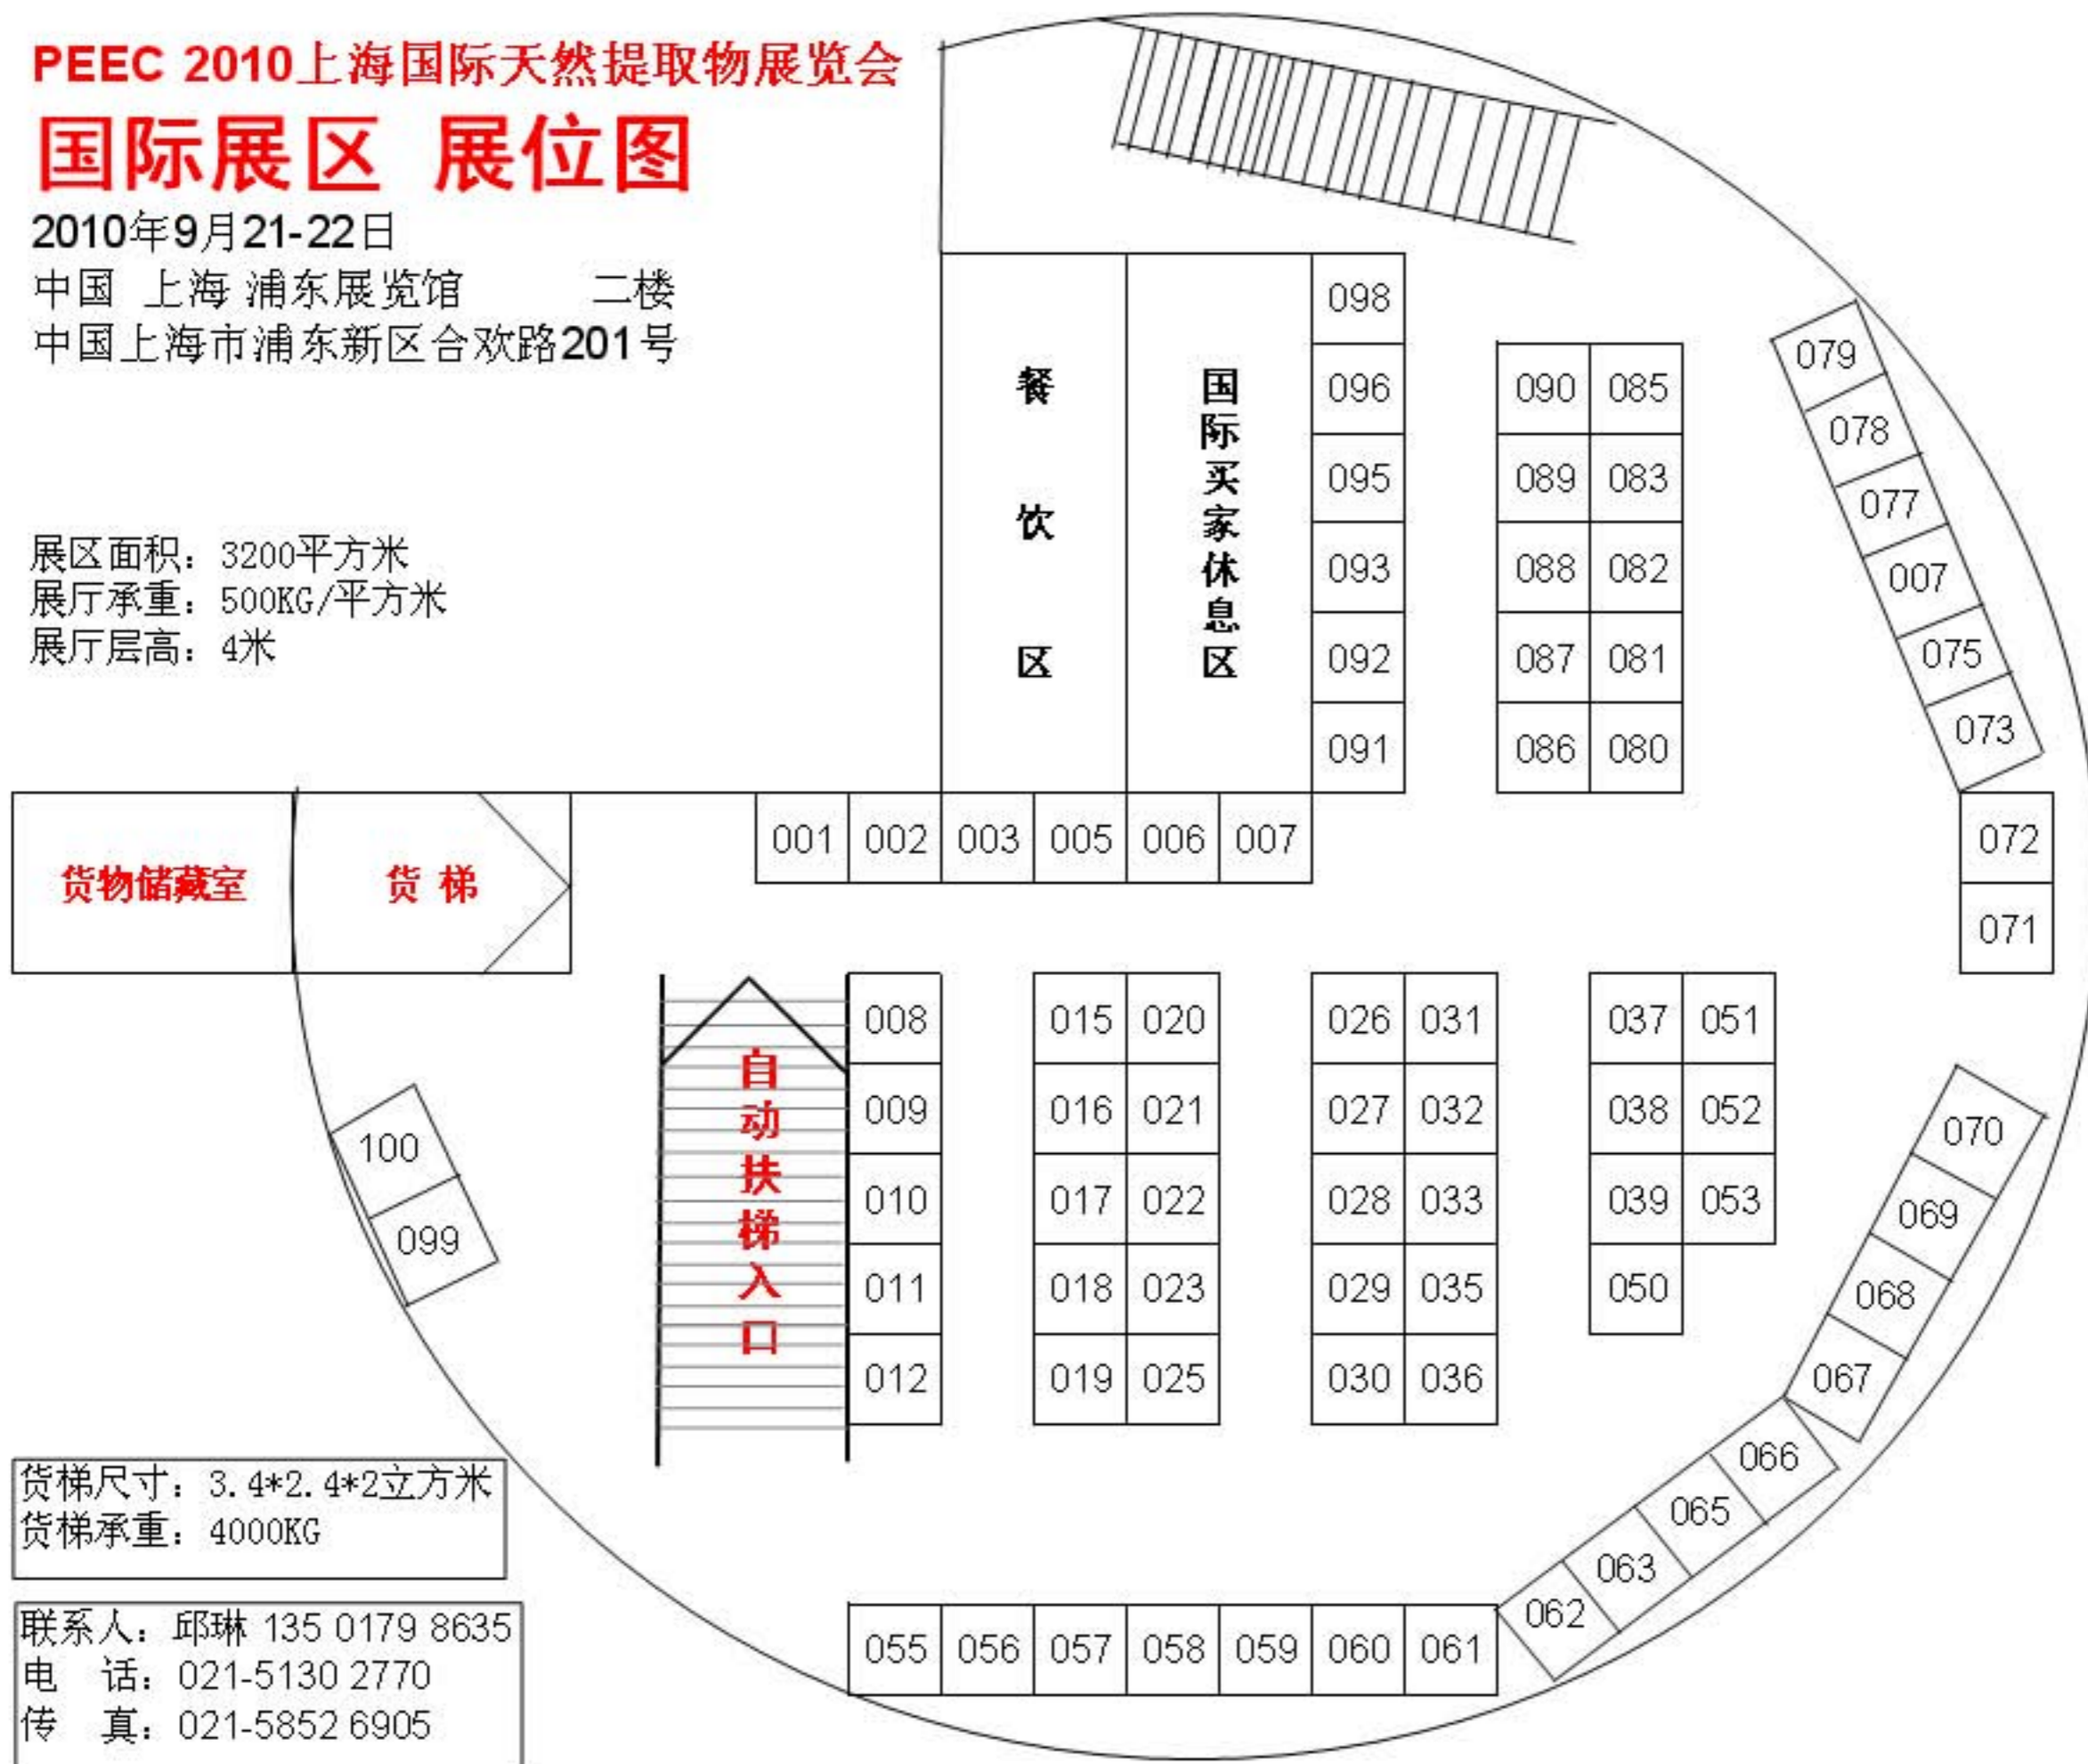 PEEC 2010上海国际天然提取物展览会
国际展区 展位图
2010年9月21-22日
中国 上海 浦东展览馆 二楼
中国上海市浦东新区合欢路201号
展区面积：3200平方米
展厅承重：500KG/平方米
展厅层高：4米
餐饮区
国际买家休息区
098
096
095
093
092
091
090 085
089 083
088 082
087 081
086 080
079
078
077
007
075
073
072
071
货物储藏室
货 梯
001 002 003 005 006 007
自动扶梯入口
008
009
010
011
012
015 020
016 021
017 022
018 023
019 025
026 031
027 032
028 033
029 035
030 036
037 051
038 052
039 053
050
070
069
068
067
066
065
063
062
100
099
055 056 057 058 059 060 061
货梯尺寸：3.4*2.4*2立方米
货梯承重：4000KG
联系人：邱琳 135 0179 8635
电 话：021-5130 2770
传 真：021-5852 6905